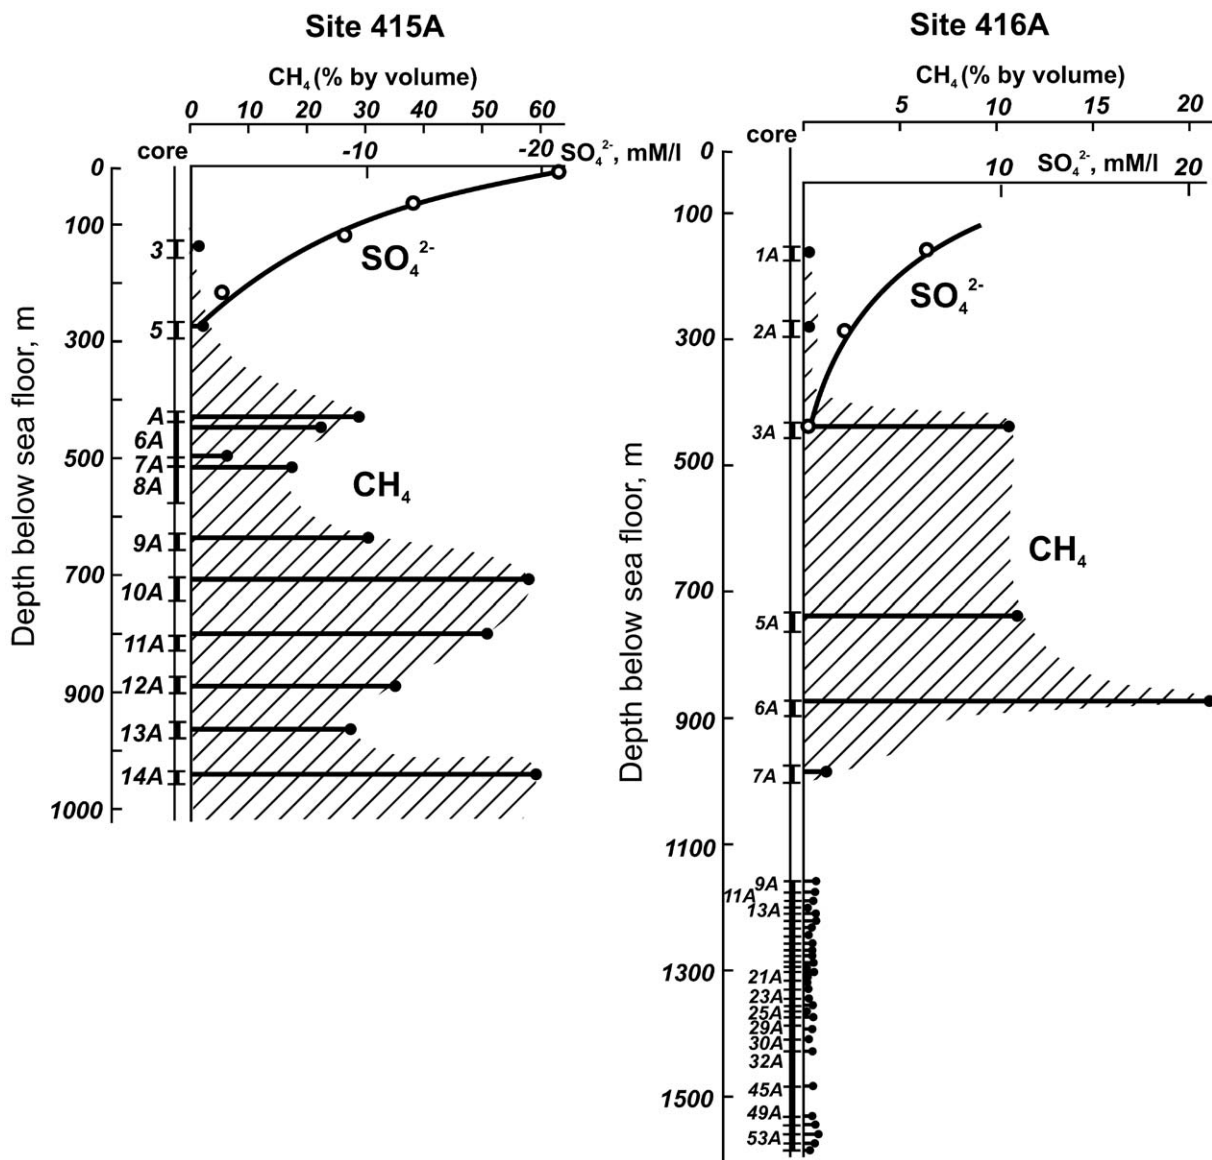 Site 415A
CH₄ (% by volume)
0 10 20 30 40 50 60
core -10 -20 SO₄²⁻, mM/l
0
100
300
500
700
900
1000
Depth below sea floor, m
3
5
A
6A
7A
8A
9A
10A
11A
12A
13A
14A
SO₄²⁻
CH₄
Site 416A
CH₄ (% by volume)
5 10 15 20
core
10 SO₄²⁻, mM/l 20
0
100
300
500
700
900
1100
1300
1500
Depth below sea floor, m
1A
2A
3A
5A
6A
7A
9A
11A
13A
21A
23A
25A
29A
30A
32A
45A
49A
53A
SO₄²⁻
CH₄